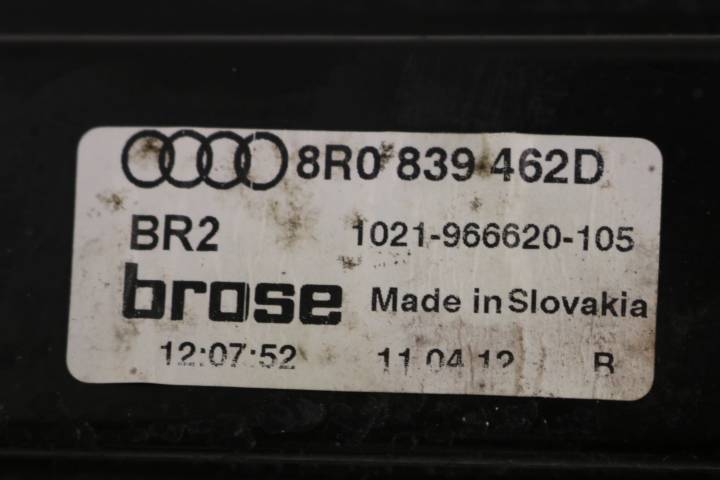 8R0 839 462D
BR2 1021-966620-105
brose Made in Slovakia
12:07:52 11 04 12 R